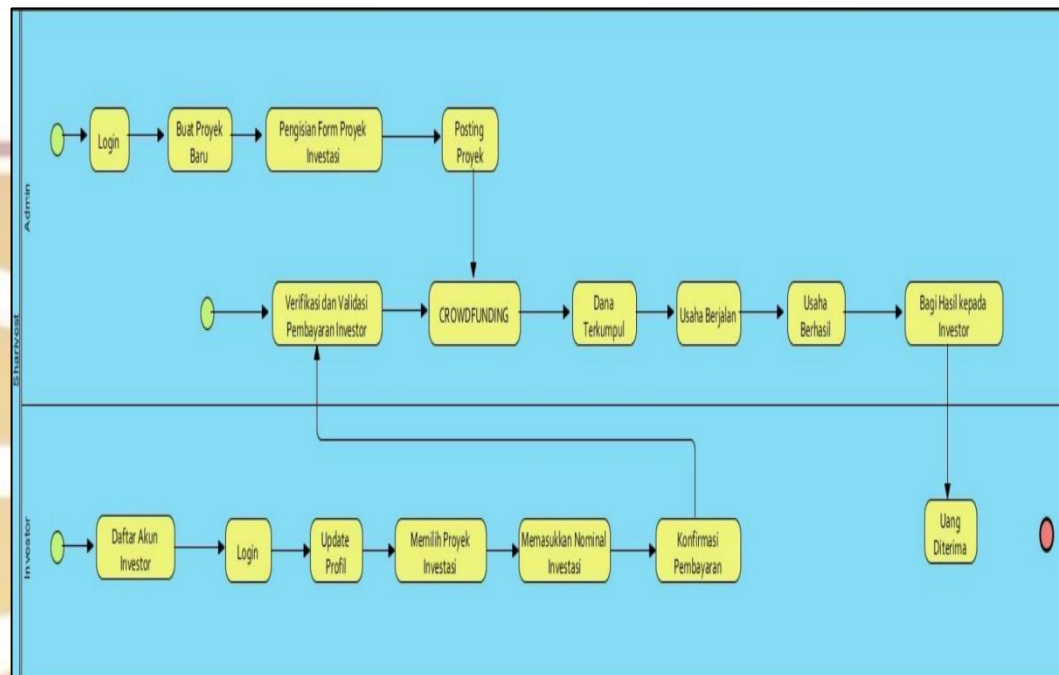 Sharivest
Admin
Login
Buat Proyek
Baru
Pengisian Form Proyek
Investasi
Posting
Proyek
Verifikasi dan Validasi
Pembayaran Investor
CROWDFUNDING
Dana
Terkumpul
Usaha Berjalan
Usaha
Berhasil
Bagi Hasil kepada
Investor
Investor
Daftar Akun
Investor
Login
Update
Profil
Memilih Proyek
Investasi
Memasukkan Nominal
Investasi
Konfirmasi
Pembayaran
Uang
Diterima